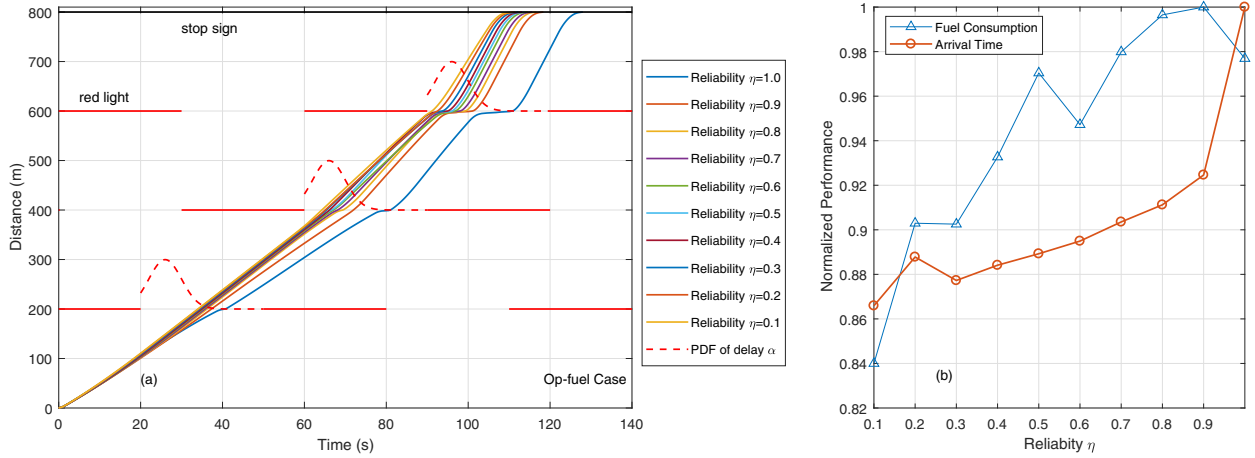 800
700
600
500
400
300
200
100
0
Distance (m)
stop sign
red light
(a)
Op-fuel Case
0
20
40
60
80
100
120
140
Time (s)
Reliability η=1.0
Reliability η=0.9
Reliability η=0.8
Reliability η=0.7
Reliability η=0.6
Reliability η=0.5
Reliability η=0.4
Reliability η=0.3
Reliability η=0.2
Reliability η=0.1
PDF of delay α
1
0.98
0.96
0.94
0.92
0.9
0.88
0.86
0.84
0.82
Normalized Performance
Fuel Consumption
Arrival Time
(b)
0.1
0.2
0.3
0.4
0.5
0.6
0.7
0.8
0.9
Reliabity η